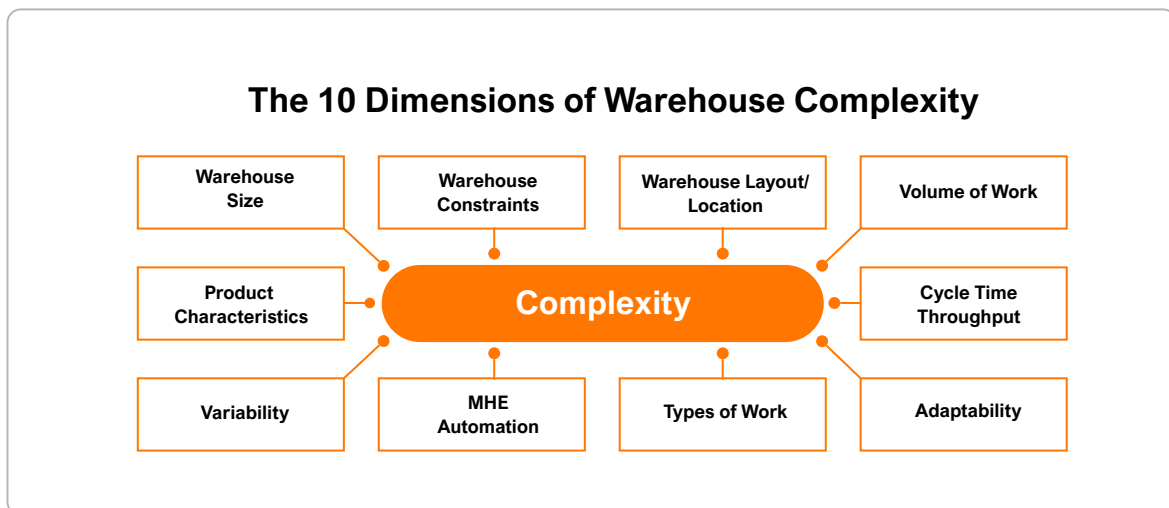 The 10 Dimensions of Warehouse Complexity
Warehouse
Size
Warehouse
Constraints
Warehouse Layout/
Location
Volume of Work
Product
Characteristics
Complexity
Cycle Time
Throughput
Variability
MHE
Automation
Types of Work
Adaptability